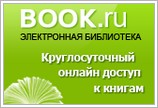 BOOK.ru
ЭЛЕКТРОННАЯ БИБЛИОТЕКА
Круглосуточный
онлайн доступ
к книгам